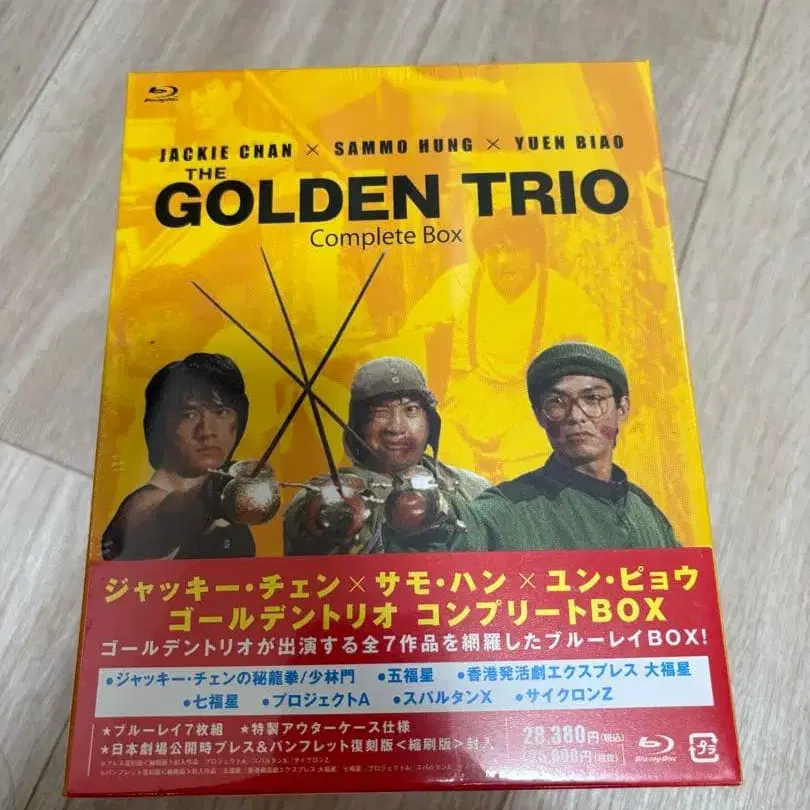 Blu-ray Disc
JACKIE CHAN × SAMMO HUNG × YUEN BIAO
THE
GOLDEN TRIO
Complete Box
ジャッキー・チェン×サモ・ハン×ユン・ピョウ
ゴールデントリオ コンプリートBOX
ゴールデントリオが出演する全7作品を網羅したブルーレイBOX!
●ジャッキー・チェンの秘龍拳/少林門 ●五福星 ●香港発活劇エクスプレス 大福星
●七福星 ●プロジェクトA ●スパルタンX ●サイクロンZ
★ブルーレイ7枚組 ★特製アウターケース仕様
★日本劇場公開時プレス&パンフレット復刻版<縮刷版>封入
28,380円(税込)
(税抜)
Blu-ray Disc
プラ